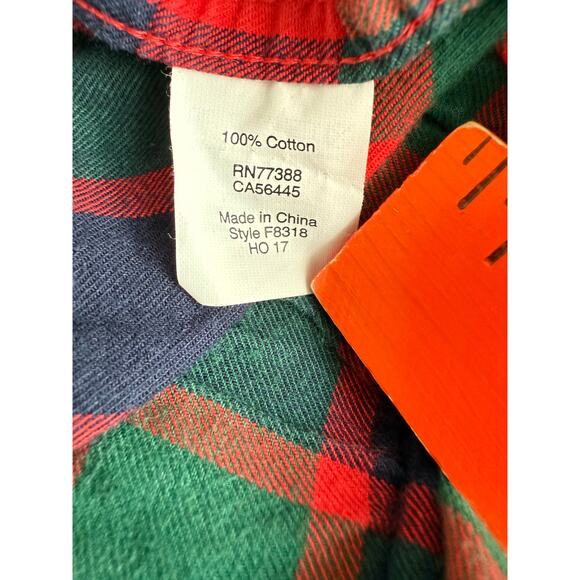 100% Cotton
RN77388
CA56445
Made in China
Style F8318
HO 17